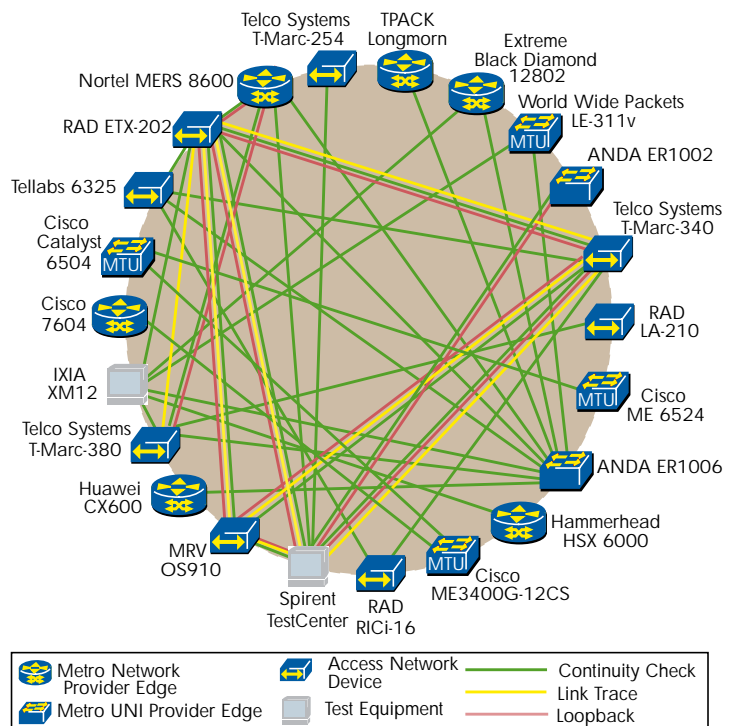 Telco Systems
T-Marc-254
TPACK
Longmorn
Extreme
Black Diamond
12802
Nortel MERS 8600
World Wide Packets
LE-311v
MTU
RAD ETX-202
ANDA ER1002
Tellabs 6325
Telco Systems
T-Marc-340
Cisco
Catalyst
6504
MTU
Cisco
7604
RAD
LA-210
IXIA
XM12
MTU
Cisco
ME 6524
Telco Systems
T-Marc-380
ANDA ER1006
Huawei
CX600
Hammerhead
HSX 6000
MRV
OS910
Spirent
TestCenter
RAD
RICi-16
MTU
Cisco
ME3400G-12CS
Metro Network
Provider Edge
Access Network
Device
Continuity Check
Link Trace
Metro UNI Provider Edge
Test Equipment
Loopback